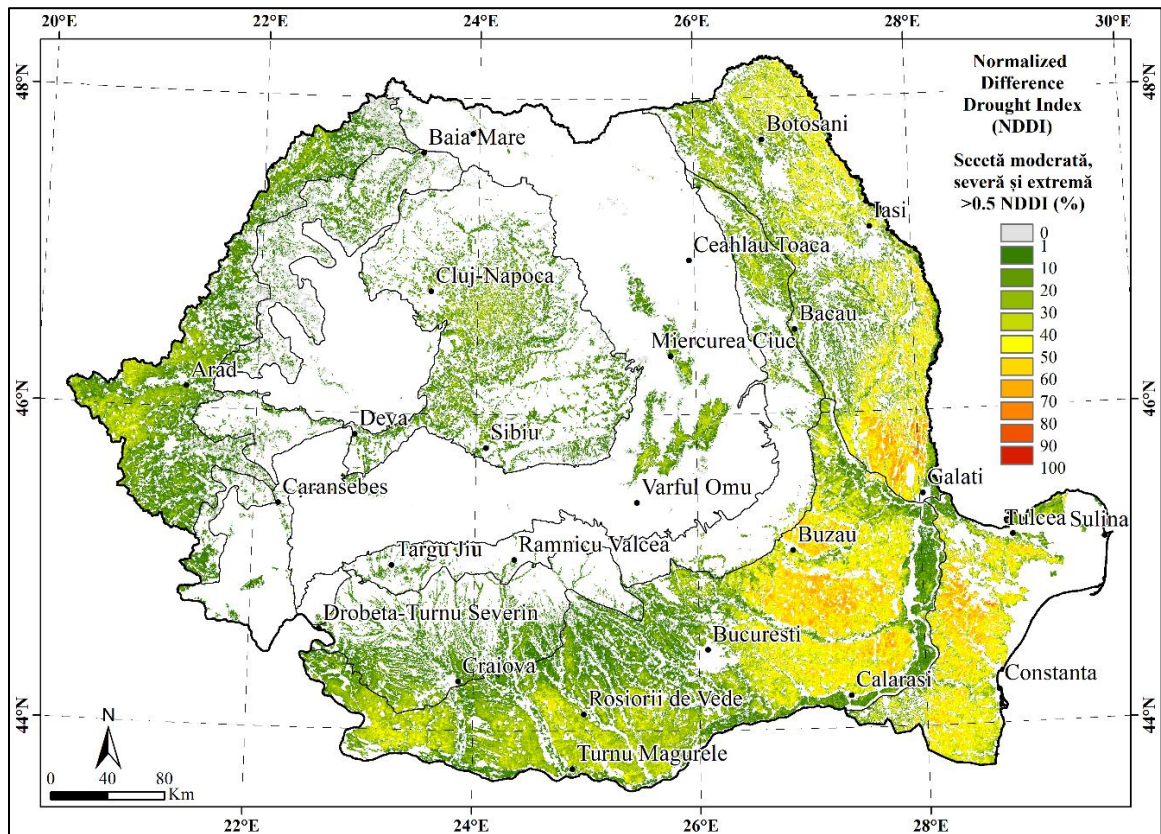 20°E 22°E 24°E 26°E 28°E 30°E
48°N
48°N
Normalized
Difference
Drought Index
(NDDI)
Secetă moderată,
severă și extremă
>0.5 NDDI (%)
0
1
10
20
30
40
50
60
70
80
90
100
Botosani
Baia Mare
Iasi
Ceahlau Toaca
Cluj-Napoca
Bacau
Miercurea Ciuc
Arad
46°N
46°N
Deva
Sibiu
Galati
Caransebes
Varful Omu
Tulcea
Sulina
Buzau
Targu Jiu
Ramnicu Valcea
Drobeta-Turnu Severin
Bucuresti
Craiova
Constanta
Calarasi
Rosiorii de Vede
44°N
44°N
N
Turnu Magurele
0 40 80
Km
22°E 24°E 26°E 28°E